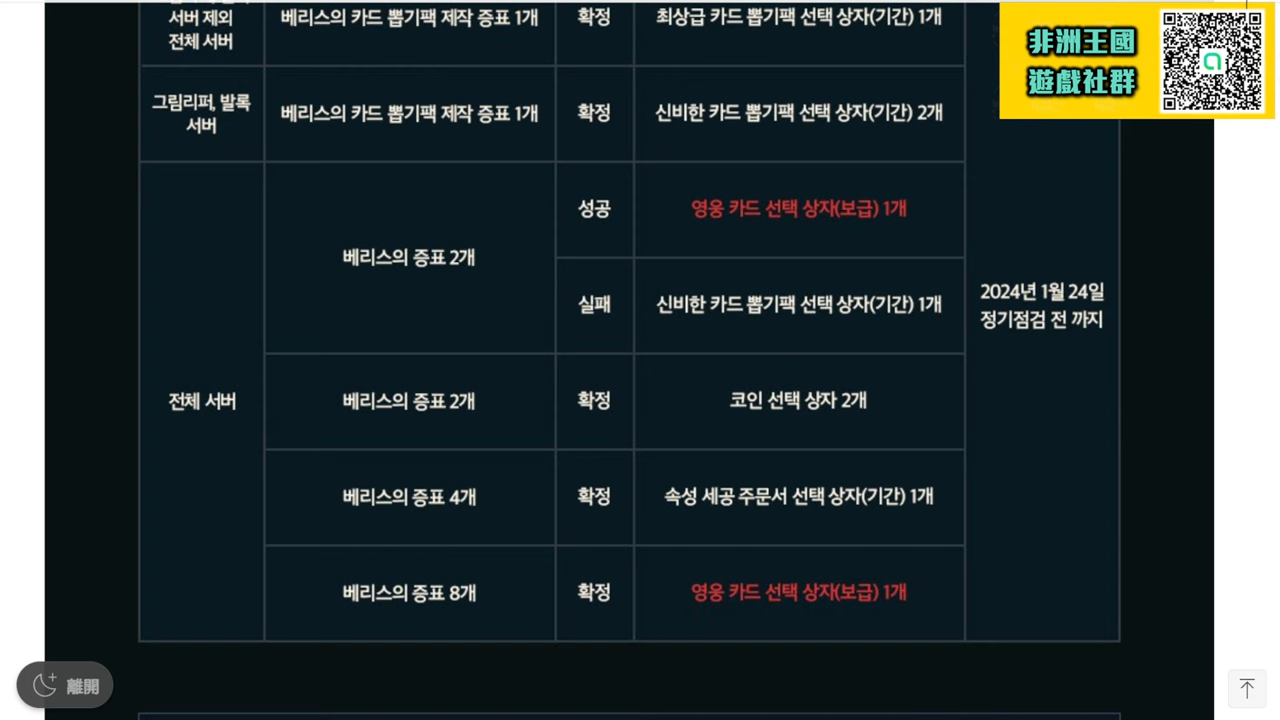 서버 제외
전체 서버
베리스의 카드 뽑기팩 제작 증표 1개
확정
최상급 카드 뽑기팩 선택 상자(기간) 1개
非洲王國
遊戲社群
그림리퍼, 발록
서버
베리스의 카드 뽑기팩 제작 증표 1개
확정
신비한 카드 뽑기팩 선택 상자(기간) 2개
전체 서버
베리스의 증표 2개
성공
영웅 카드 선택 상자(보급) 1개
실패
신비한 카드 뽑기팩 선택 상자(기간) 1개
2024년 1월 24일
정기점검 전 까지
베리스의 증표 2개
확정
코인 선택 상자 2개
베리스의 증표 4개
확정
속성 세공 주문서 선택 상자(기간) 1개
베리스의 증표 8개
확정
영웅 카드 선택 상자(보급) 1개
離開